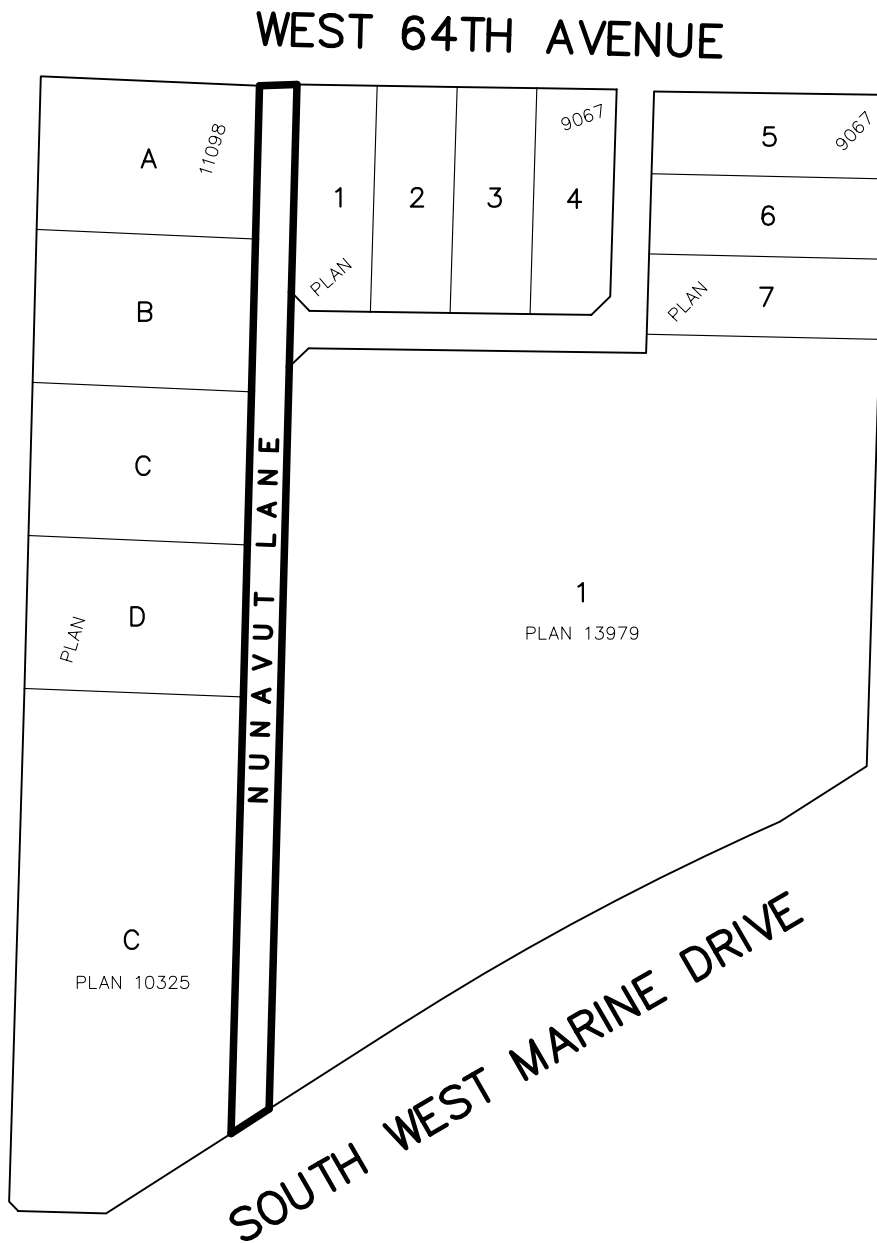 WEST 64TH AVENUE
A
11098
B
C
D
PLAN
C
PLAN 10325
NUNAVUT LANE
1
2
3
4
9067
PLAN
5
9067
6
7
PLAN
1
PLAN 13979
SOUTH WEST MARINE DRIVE